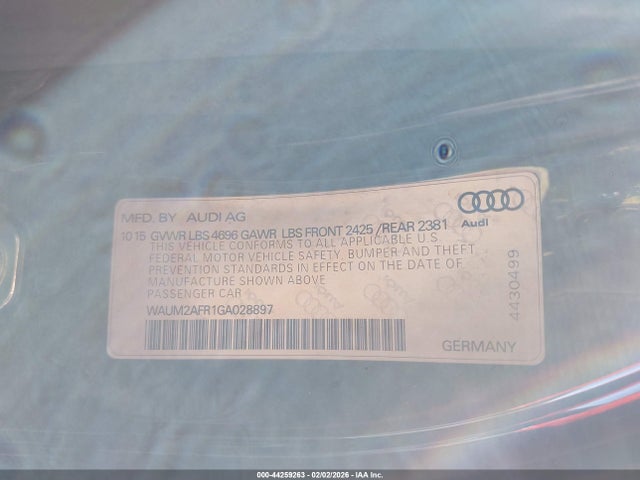 MFD. BY AUDI AG
10 15 GVWR LBS 4696 GAWR LBS FRONT 2425 /REAR 2381
Audi
THIS VEHICLE CONFORMS TO ALL APPLICABLE U.S.
FEDERAL MOTOR VEHICLE SAFETY, BUMPER AND THEFT
PREVENTION STANDARDS IN EFFECT ON THE DATE OF
MANUFACTURE SHOWN ABOVE
PASSENGER CAR
WAUM2AFR1GA028897
4430499
GERMANY
000-44259263 - 02/02/2026 - IAA Inc.